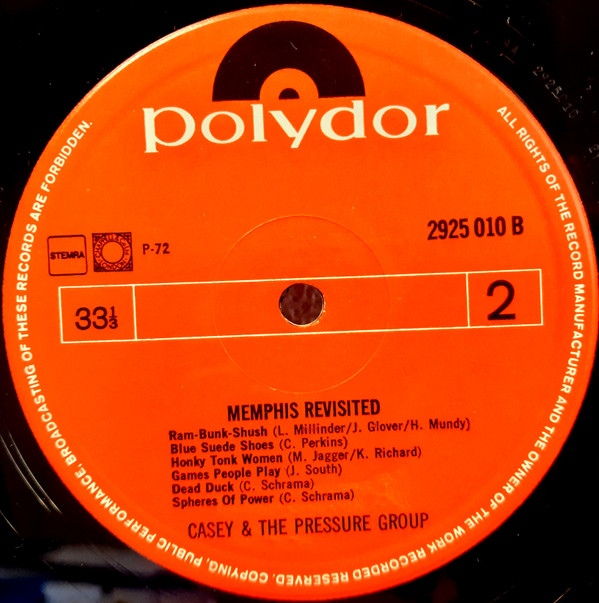 polydor
2925 010 B
STEMRA
P-72
33⅓
2
MEMPHIS REVISITED
Ram-Bunk-Shush (L. Millinder/J. Glover/H. Mundy)
Blue Suede Shoes (C. Perkins)
Honky Tonk Women (M. Jagger/K. Richard)
Games People Play (J. South)
Dead Duck (C. Schrama)
Spheres Of Power (C. Schrama)
CASEY & THE PRESSURE GROUP
ALL RIGHTS OF THE RECORD MANUFACTURER AND THE OWNER OF THE WORK RECORDED RESERVED. COPYING, PUBLIC PERFORMANCE, BROADCASTING OF THESE RECORDS ARE FORBIDDEN.